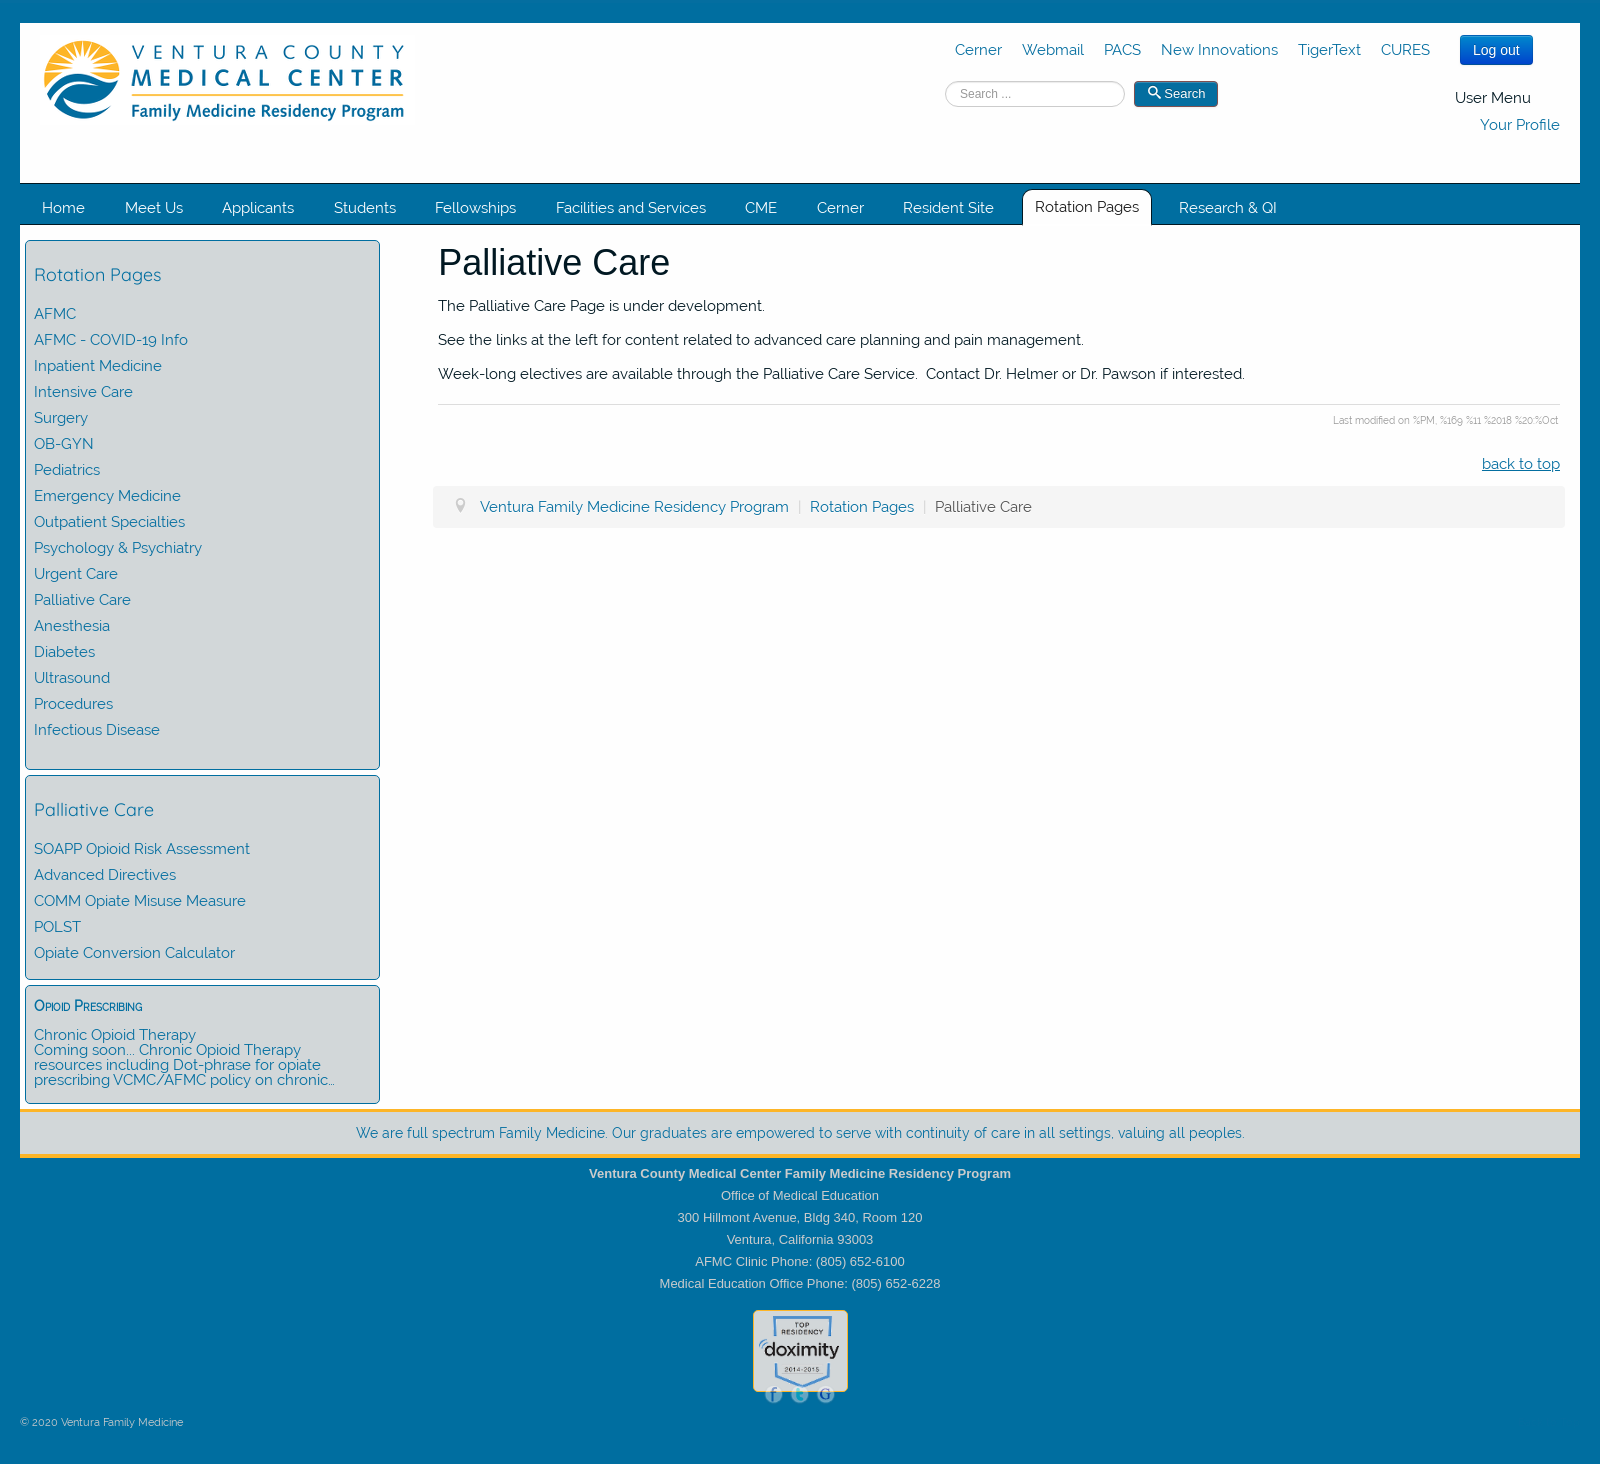 VENTURA COUNTY
MEDICAL CENTER
Family Medicine Residency Program
Cerner Webmail PACS New Innovations TigerText CURES Log out
Search ... Search
User Menu
Your Profile
Home Meet Us Applicants Students Fellowships Facilities and Services CME Cerner Resident Site Rotation Pages Research & QI
Rotation Pages
AFMC
AFMC - COVID-19 Info
Inpatient Medicine
Intensive Care
Surgery
OB-GYN
Pediatrics
Emergency Medicine
Outpatient Specialties
Psychology & Psychiatry
Urgent Care
Palliative Care
Anesthesia
Diabetes
Ultrasound
Procedures
Infectious Disease
Palliative Care
SOAPP Opioid Risk Assessment
Advanced Directives
COMM Opiate Misuse Measure
POLST
Opiate Conversion Calculator
Opioid Prescribing
Chronic Opioid Therapy
Coming soon... Chronic Opioid Therapy
resources including Dot-phrase for opiate
prescribing VCMC/AFMC policy on chronic...
Palliative Care
The Palliative Care Page is under development.
See the links at the left for content related to advanced care planning and pain management.
Week-long electives are available through the Palliative Care Service.  Contact Dr. Helmer or Dr. Pawson if interested.
Last modified on %PM, %169 %11 %2018 %20:%Oct
back to top
Ventura Family Medicine Residency Program | Rotation Pages | Palliative Care
We are full spectrum Family Medicine. Our graduates are empowered to serve with continuity of care in all settings, valuing all peoples.
Ventura County Medical Center Family Medicine Residency Program
Office of Medical Education
300 Hillmont Avenue, Bldg 340, Room 120
Ventura, California 93003
AFMC Clinic Phone: (805) 652-6100
Medical Education Office Phone: (805) 652-6228
TOP
RESIDENCY
doximity
2014-2015
f t G
© 2020 Ventura Family Medicine